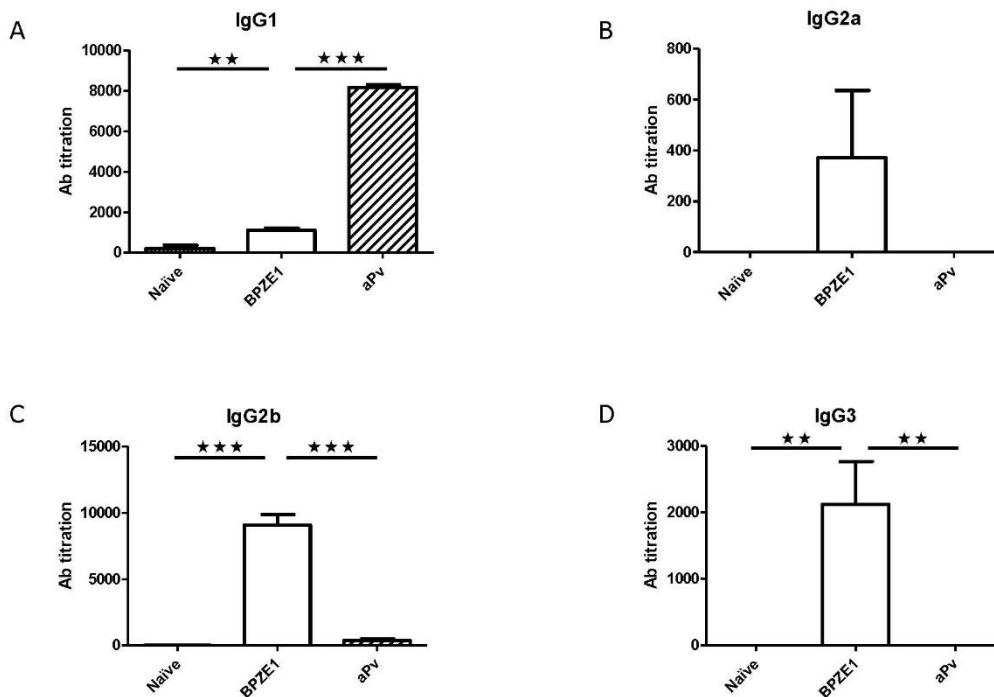 A
IgG1
★★ ★★★
Ab titration
10000
8000
6000
4000
2000
0
Naïve BPZE1 aPv
B
IgG2a
Ab titration
800
600
400
200
0
Naïve BPZE1 aPv
C
IgG2b
★★★ ★★★
Ab titration
15000
10000
5000
0
Naïve BPZE1 aPv
D
IgG3
★★ ★★
Ab titration
3000
2000
1000
0
Naïve BPZE1 aPv